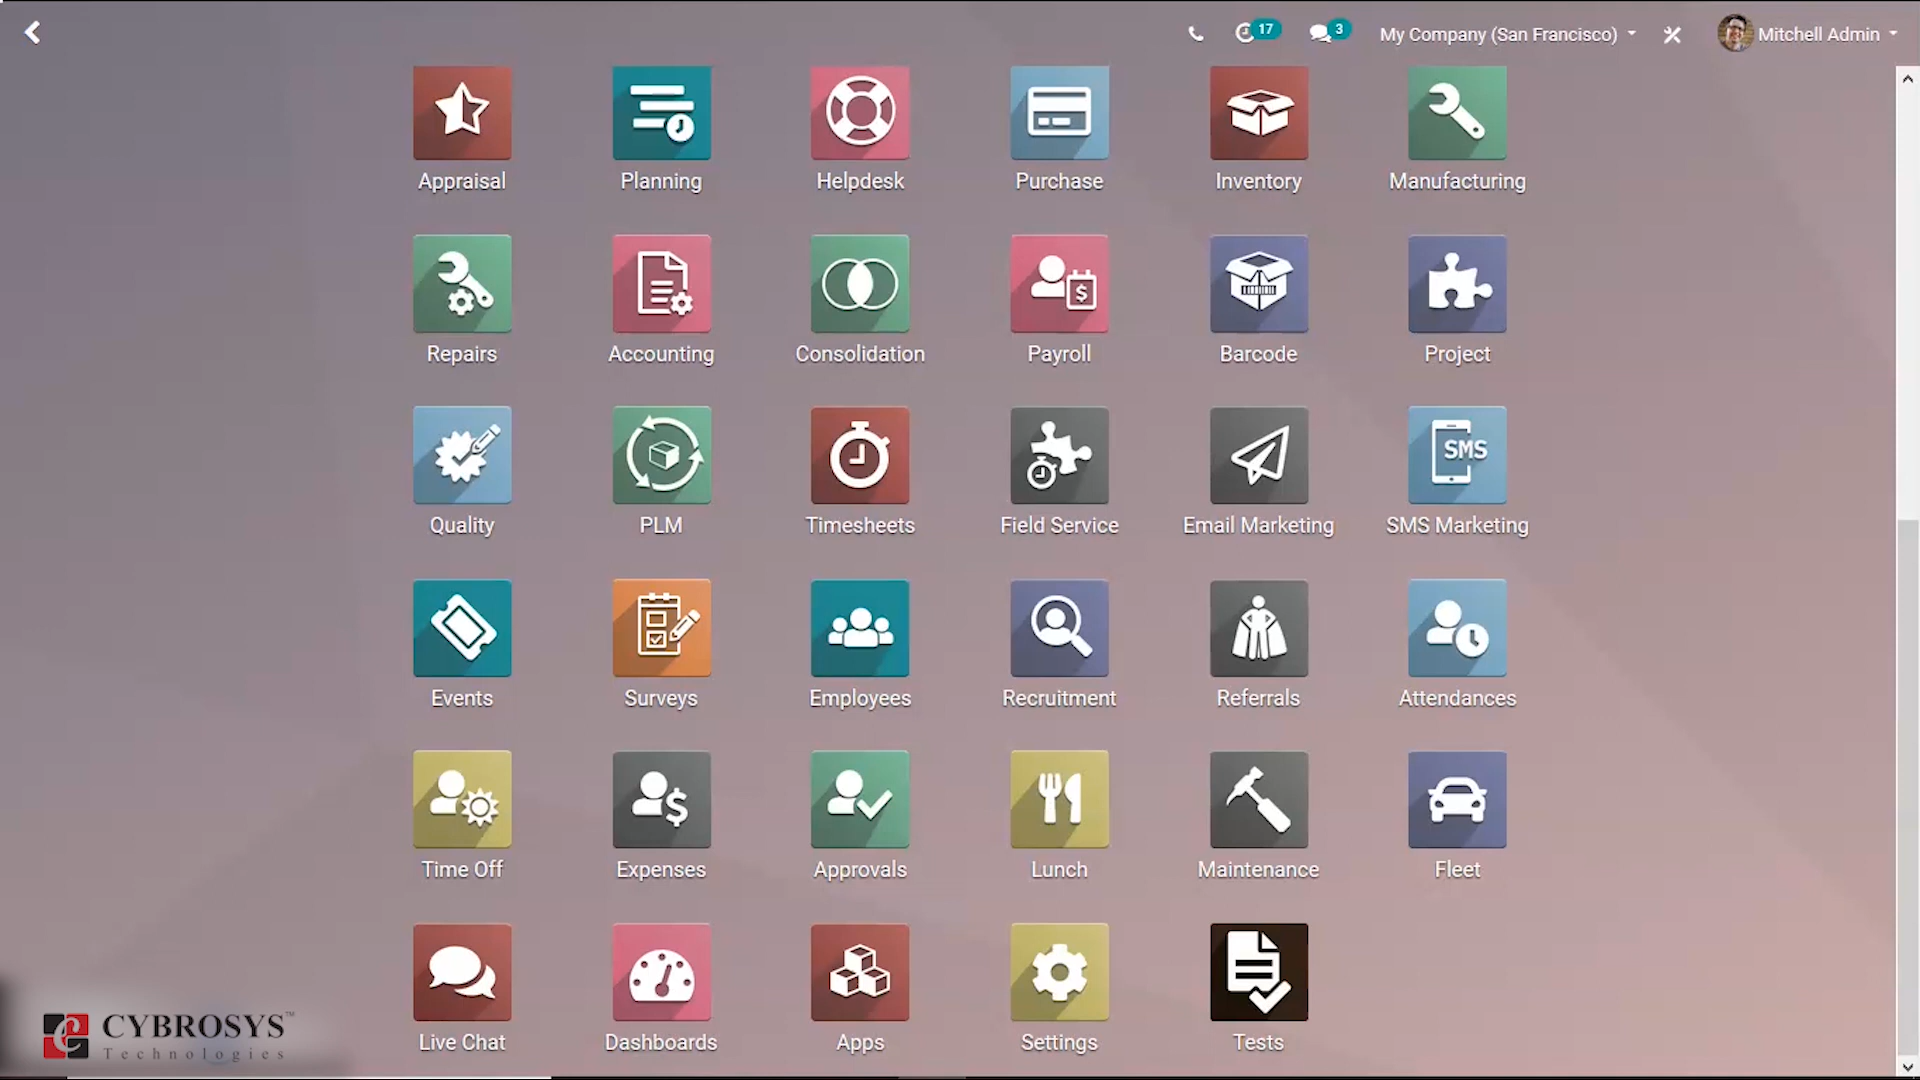 17
3
My Company (San Francisco)
Mitchell Admin
Appraisal
Planning
Helpdesk
Purchase
Inventory
Manufacturing
Repairs
Accounting
Consolidation
$
Payroll
Barcode
Project
SMS
Quality
PLM
Timesheets
Field Service
Email Marketing
SMS Marketing
Events
Surveys
Employees
Recruitment
Referrals
Attendances
$
Time Off
Expenses
Approvals
Lunch
Maintenance
Fleet
Live Chat
Dashboards
Apps
Settings
Tests
CYBROSYS™
Technologies